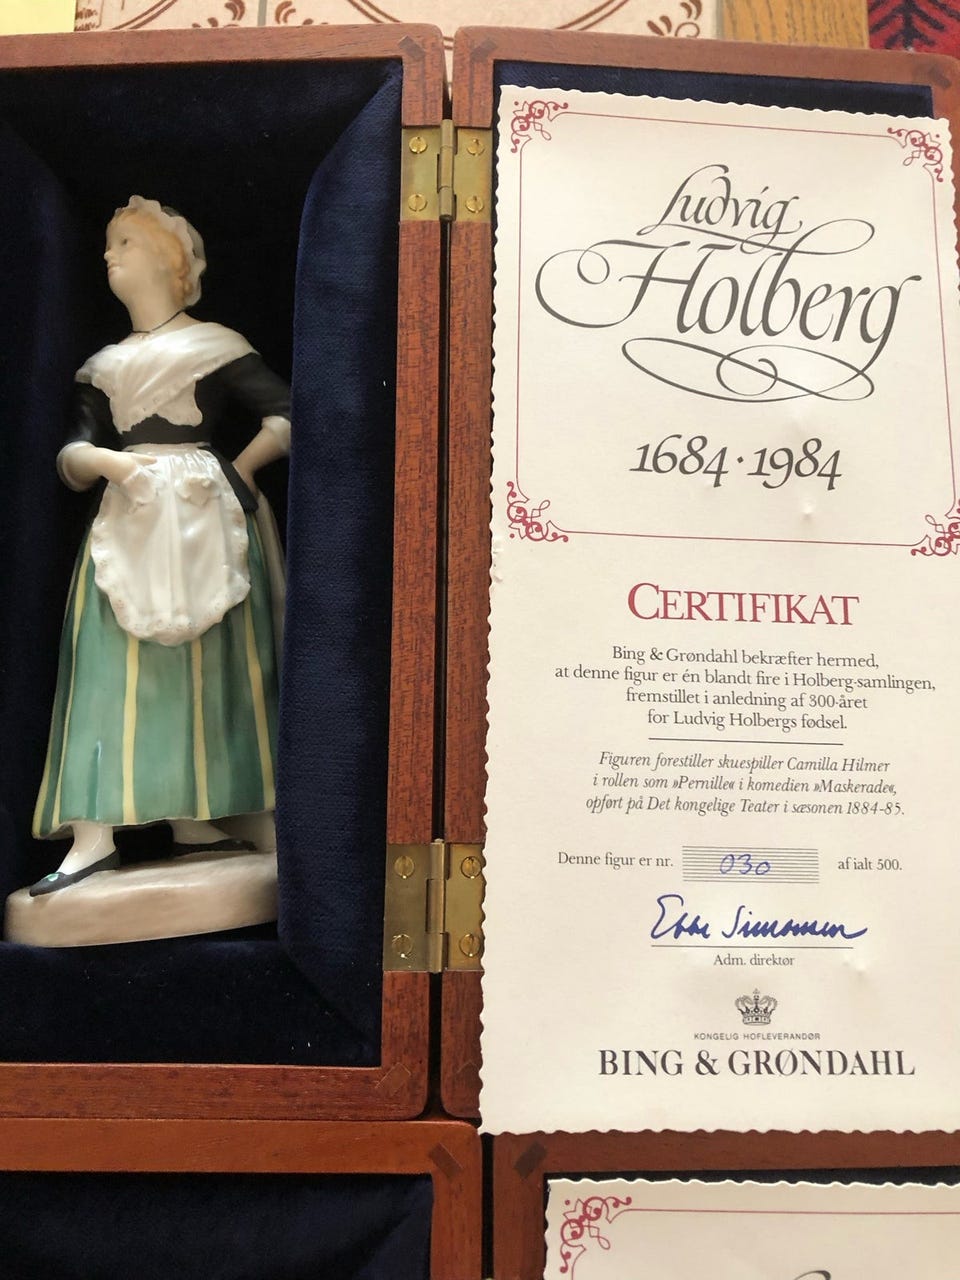 Ludvig
Holberg
1684·1984
CERTIFIKAT
Bing & Grøndahl bekræfter hermed,
at denne figur er én blandt fire i Holberg-samlingen,
fremstillet i anledning af 300-året
for Ludvig Holbergs fødsel.
Figuren forestiller skuespiller Camilla Hilmer
i rollen som »Pernille« i komedien »Maskerade«,
opført på Det kongelige Teater i sæsonen 1884-85.
Denne figur er nr. 030 af ialt 500.
Ebbe Simonsen
Adm. direktør
KONGELIG HOFLEVERANDØR
BING & GRØNDAHL